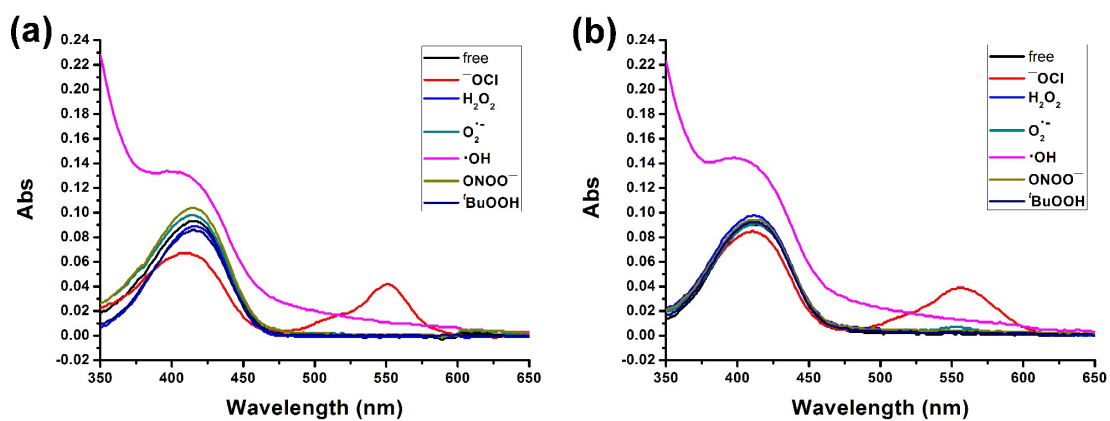 (a)
0.24
0.22
0.20
0.18
0.16
0.14
0.12
0.10
0.08
0.06
0.04
0.02
0.00
-0.02
Abs
350 400 450 500 550 600 650
Wavelength (nm)
free
⁻OCl
H₂O₂
O₂·⁻
·OH
ONOO⁻
ᵗBuOOH
(b)
0.24
0.22
0.20
0.18
0.16
0.14
0.12
0.10
0.08
0.06
0.04
0.02
0.00
-0.02
Abs
350 400 450 500 550 600 650
Wavelength (nm)
free
⁻OCl
H₂O₂
O₂·⁻
·OH
ONOO⁻
ᵗBuOOH